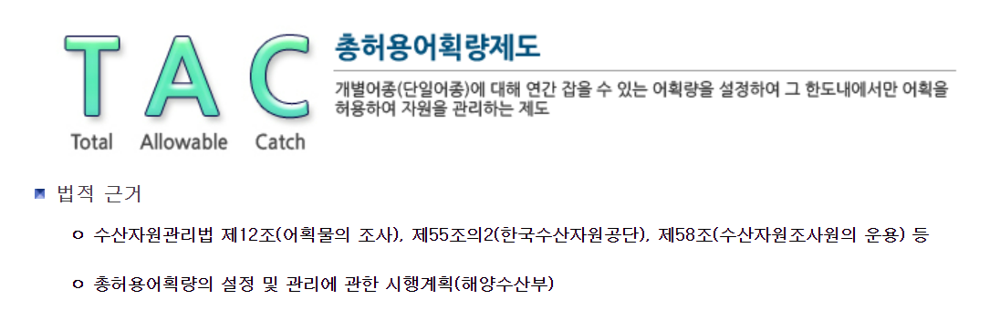 TAC
Total Allowable Catch
총허용어획량제도
개별어종(단일어종)에 대해 연간 잡을 수 있는 어획량을 설정하여 그 한도내에서만 어획을
허용하여 자원을 관리하는 제도
법적 근거
ㅇ 수산자원관리법 제12조(어획물의 조사), 제55조의2(한국수산자원공단), 제58조(수산자원조사원의 운용) 등
ㅇ 총허용어획량의 설정 및 관리에 관한 시행계획(해양수산부)